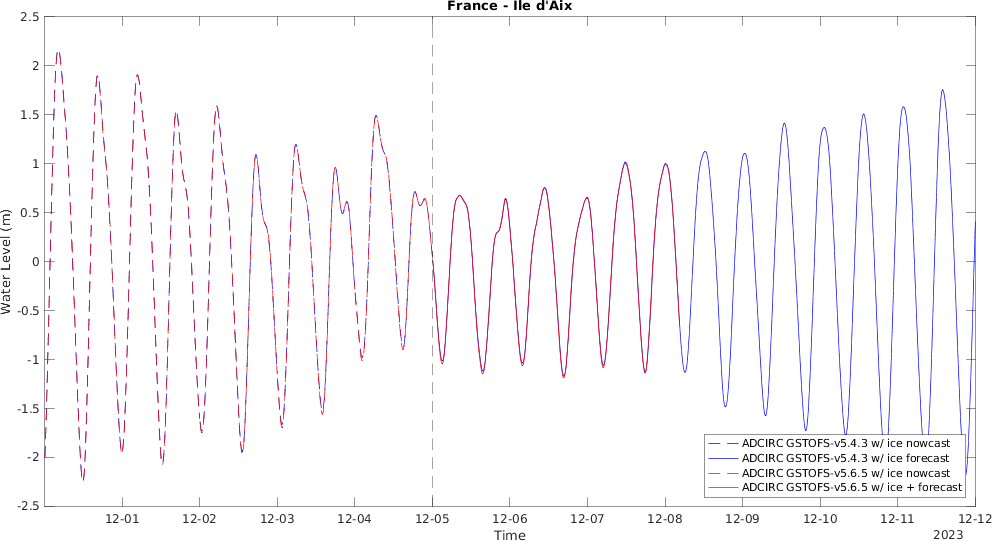 France - Ile d'Aix
2.5
2
1.5
1
0.5
0
-0.5
-1
-1.5
-2
-2.5
Water Level (m)
12-01 12-02 12-03 12-04 12-05 12-06 12-07 12-08 12-09 12-10 12-11 12-12
Time
2023
ADCIRC GSTOFS-v5.4.3 w/ ice nowcast
ADCIRC GSTOFS-v5.4.3 w/ ice forecast
ADCIRC GSTOFS-v5.6.5 w/ ice nowcast
ADCIRC GSTOFS-v5.6.5 w/ ice + forecast